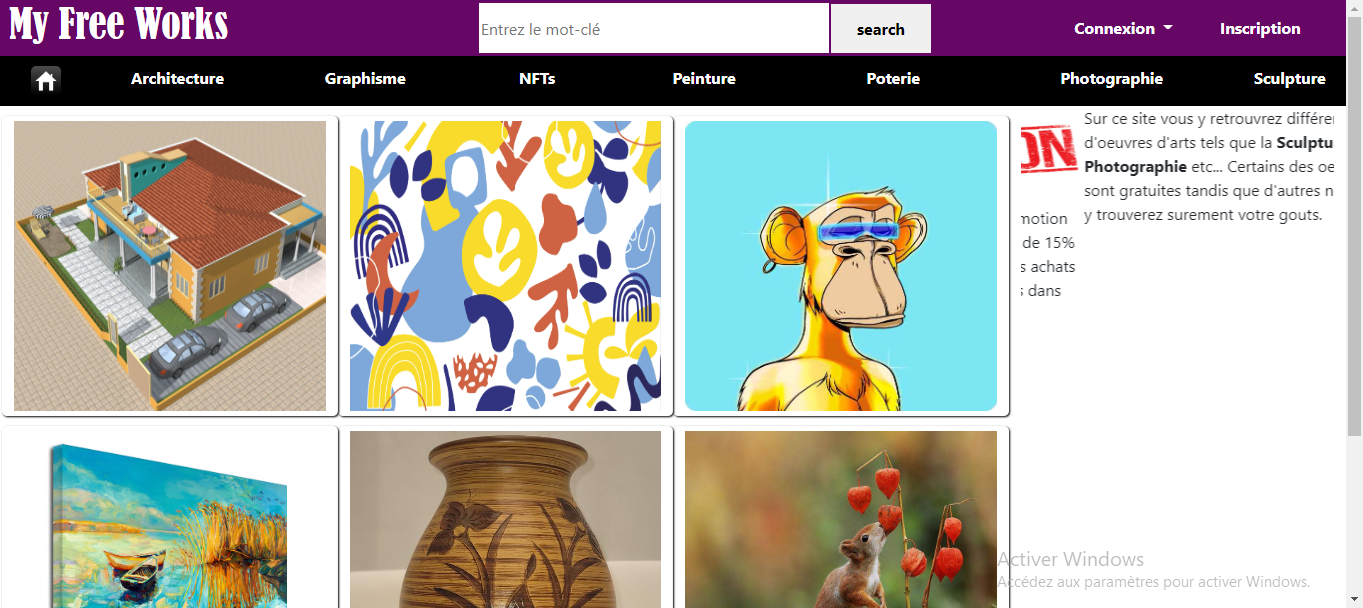 My Free Works
Entrez le mot-clé
search
Connexion
Inscription
Architecture
Graphisme
NFTs
Peinture
Poterie
Photographie
Sculpture
ON
motion
de 15%
s achats
s dans
Sur ce site vous y retrouvrez différe
d'oeuvres d'arts tels que la Sculptu
Photographie etc... Certains des oe
sont gratuites tandis que d'autres n
y trouverez surement votre gouts.
Activer Windows
Accédez aux paramètres pour activer Windows.